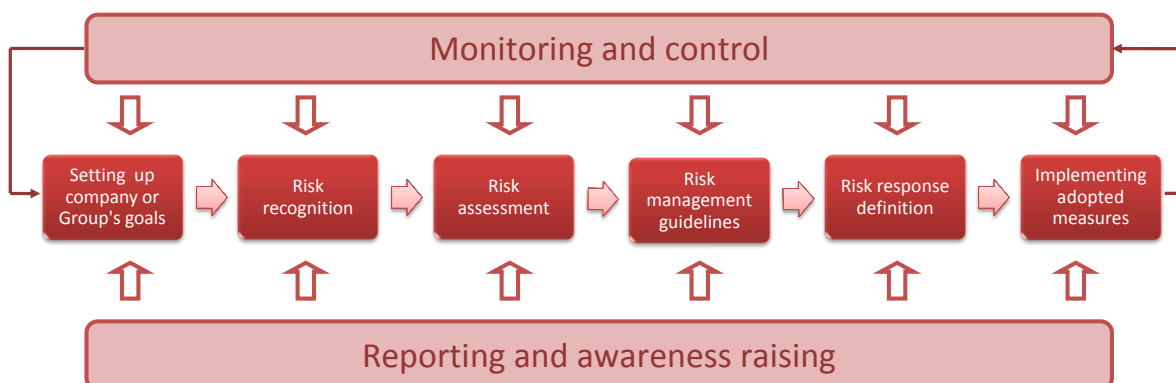 Monitoring and control
Setting up
company or
Group's goals
Risk
recognition
Risk
assessment
Risk
management
guidelines
Risk response
definition
Implementing
adopted
measures
Reporting and awareness raising